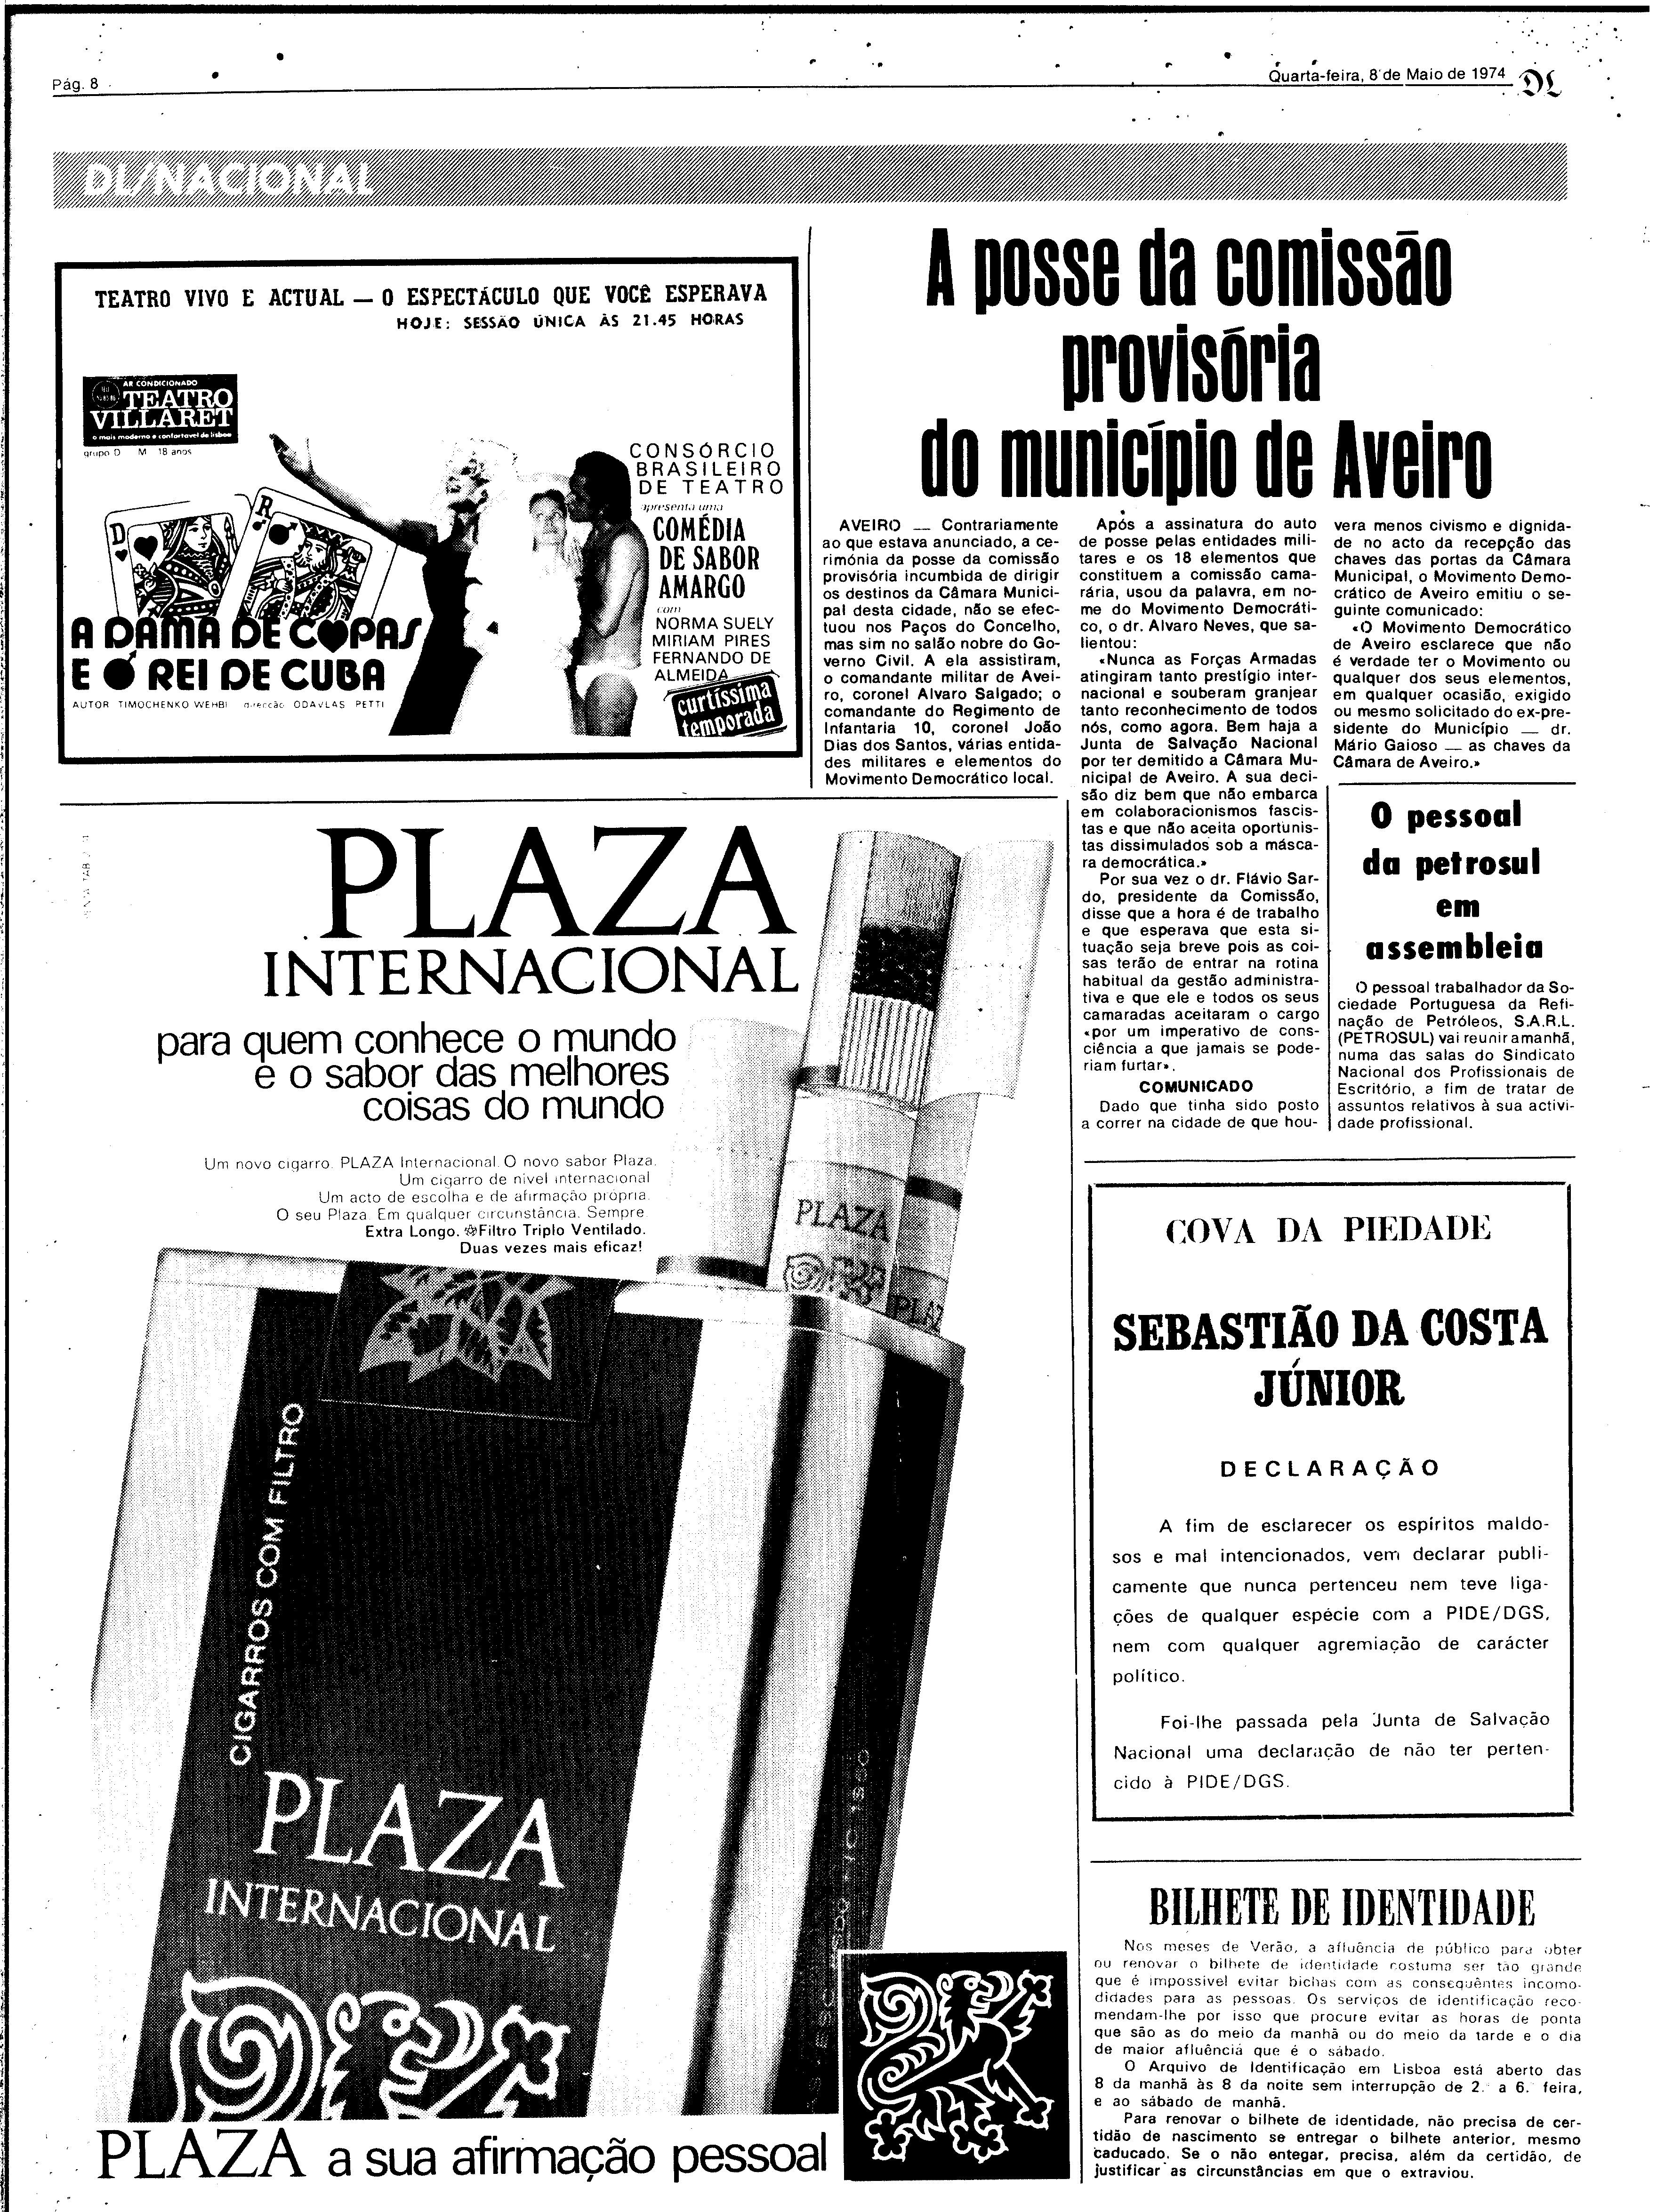 Pág. 8
Quarta-feira, 8 de Maio de 1974
DL
DL/NACIONAL
TEATRO VIVO E ACTUAL — O ESPECTÁCULO QUE VOCÊ ESPERAVA
HOJE: SESSÃO ÚNICA ÀS 21.45 HORAS
AR CONDICIONADO
TEATRO
VILLARET
o mais moderno e confortavel de lisboa
grupo D M 18 anos
CONSÓRCIO
BRASILEIRO
DE TEATRO
apresenta uma
COMÉDIA
DE SABOR
AMARGO
com
NORMA SUELY
MIRIAM PIRES
FERNANDO DE
ALMEIDA
curtíssima
temporada
D
R
A DAMA DE COPAS
E O REI DE CUBA
AUTOR TIMOCHENKO WEHBI direcção ODAVLAS PETTI
A posse da comissão
provisória
do município de Aveiro
AVEIRO — Contrariamente
ao que estava anunciado, a ce-
rimónia da posse da comissão
provisória incumbida de dirigir
os destinos da Câmara Munici-
pal desta cidade, não se efec-
tuou nos Paços do Concelho,
mas sim no salão nobre do Go-
verno Civil. A ela assistiram,
o comandante militar de Avei-
ro, coronel Alvaro Salgado; o
comandante do Regimento de
Infantaria 10, coronel João
Dias dos Santos, várias entida-
des militares e elementos do
Movimento Democrático local.
Após a assinatura do auto
de posse pelas entidades mili-
tares e os 18 elementos que
constituem a comissão cama-
rária, usou da palavra, em no-
me do Movimento Democráti-
co, o dr. Alvaro Neves, que sa-
lientou:
«Nunca as Forças Armadas
atingiram tanto prestígio inter-
nacional e souberam granjear
tanto reconhecimento de todos
nós, como agora. Bem haja a
Junta de Salvação Nacional
por ter demitido a Câmara Mu-
nicipal de Aveiro. A sua deci-
são diz bem que não embarca
em colaboracionismos fascis-
tas e que não aceita oportunis-
tas dissimulados sob a másca-
ra democrática.»
Por sua vez o dr. Flávio Sar-
do, presidente da Comissão,
disse que a hora é de trabalho
e que esperava que esta si-
tuação seja breve pois as coi-
sas terão de entrar na rotina
habitual da gestão administra-
tiva e que ele e todos os seus
camaradas aceitaram o cargo
«por um imperativo de cons-
ciência a que jamais se pode-
riam furtar».
COMUNICADO
Dado que tinha sido posto
a correr na cidade de que hou-
vera menos civismo e dignida-
de no acto da recepção das
chaves das portas da Câmara
Municipal, o Movimento Demo-
crático de Aveiro emitiu o se-
guinte comunicado:
«O Movimento Democrático
de Aveiro esclarece que não
é verdade ter o Movimento ou
qualquer dos seus elementos,
em qualquer ocasião, exigido
ou mesmo solicitado do ex-pre-
sidente do Município — dr.
Mário Gaioso — as chaves da
Câmara de Aveiro.»
O pessoal
da petrosul
em
assembleia
O pessoal trabalhador da So-
ciedade Portuguesa da Refi-
nação de Petróleos, S.A.R.L.
(PETROSUL) vai reunir amanhã,
numa das salas do Sindicato
Nacional dos Profissionais de
Escritório, a fim de tratar de
assuntos relativos à sua activi-
dade profissional.
PLAZA
INTERNACIONAL
para quem conhece o mundo
e o sabor das melhores
coisas do mundo
Um novo cigarro. PLAZA Internacional. O novo sabor Plaza.
Um cigarro de nivel internacional
Um acto de escolha e de afirmação própria.
O seu Plaza. Em qualquer circunstância. Sempre.
Extra Longo. Filtro Triplo Ventilado.
Duas vezes mais eficaz!
PLAZA
PLAZ
CIGARROS COM FILTRO
PLAZA
INTERNACIONAL
PLAZA a sua afirmação pessoal
COVA DA PIEDADE
SEBASTIÃO DA COSTA
JÚNIOR
DECLARAÇÃO
A fim de esclarecer os espíritos maldo-
sos e mal intencionados, vem declarar publi-
camente que nunca pertenceu nem teve liga-
ções de qualquer espécie com a PIDE/DGS,
nem com qualquer agremiação de carácter
político.
Foi-lhe passada pela Junta de Salvação
Nacional uma declaração de não ter perten-
cido à PIDE/DGS.
BILHETE DE IDENTIDADE
Nos meses de Verão, a afluência de público para obter
ou renovar o bilhete de identidade costuma ser tão grande
que é impossível evitar bichas com as consequêntes incomo-
didades para as pessoas. Os serviços de identificação reco-
mendam-lhe por isso que procure evitar as horas de ponta
que são as do meio da manhã ou do meio da tarde e o dia
de maior afluência que é o sábado.
O Arquivo de Identificação em Lisboa está aberto das
8 da manhã às 8 da noite sem interrupção de 2. a 6. feira,
e ao sábado de manhã.
Para renovar o bilhete de identidade, não precisa de cer-
tidão de nascimento se entregar o bilhete anterior, mesmo
caducado. Se o não entegar, precisa, além da certidão, de
justificar as circunstâncias em que o extraviou.